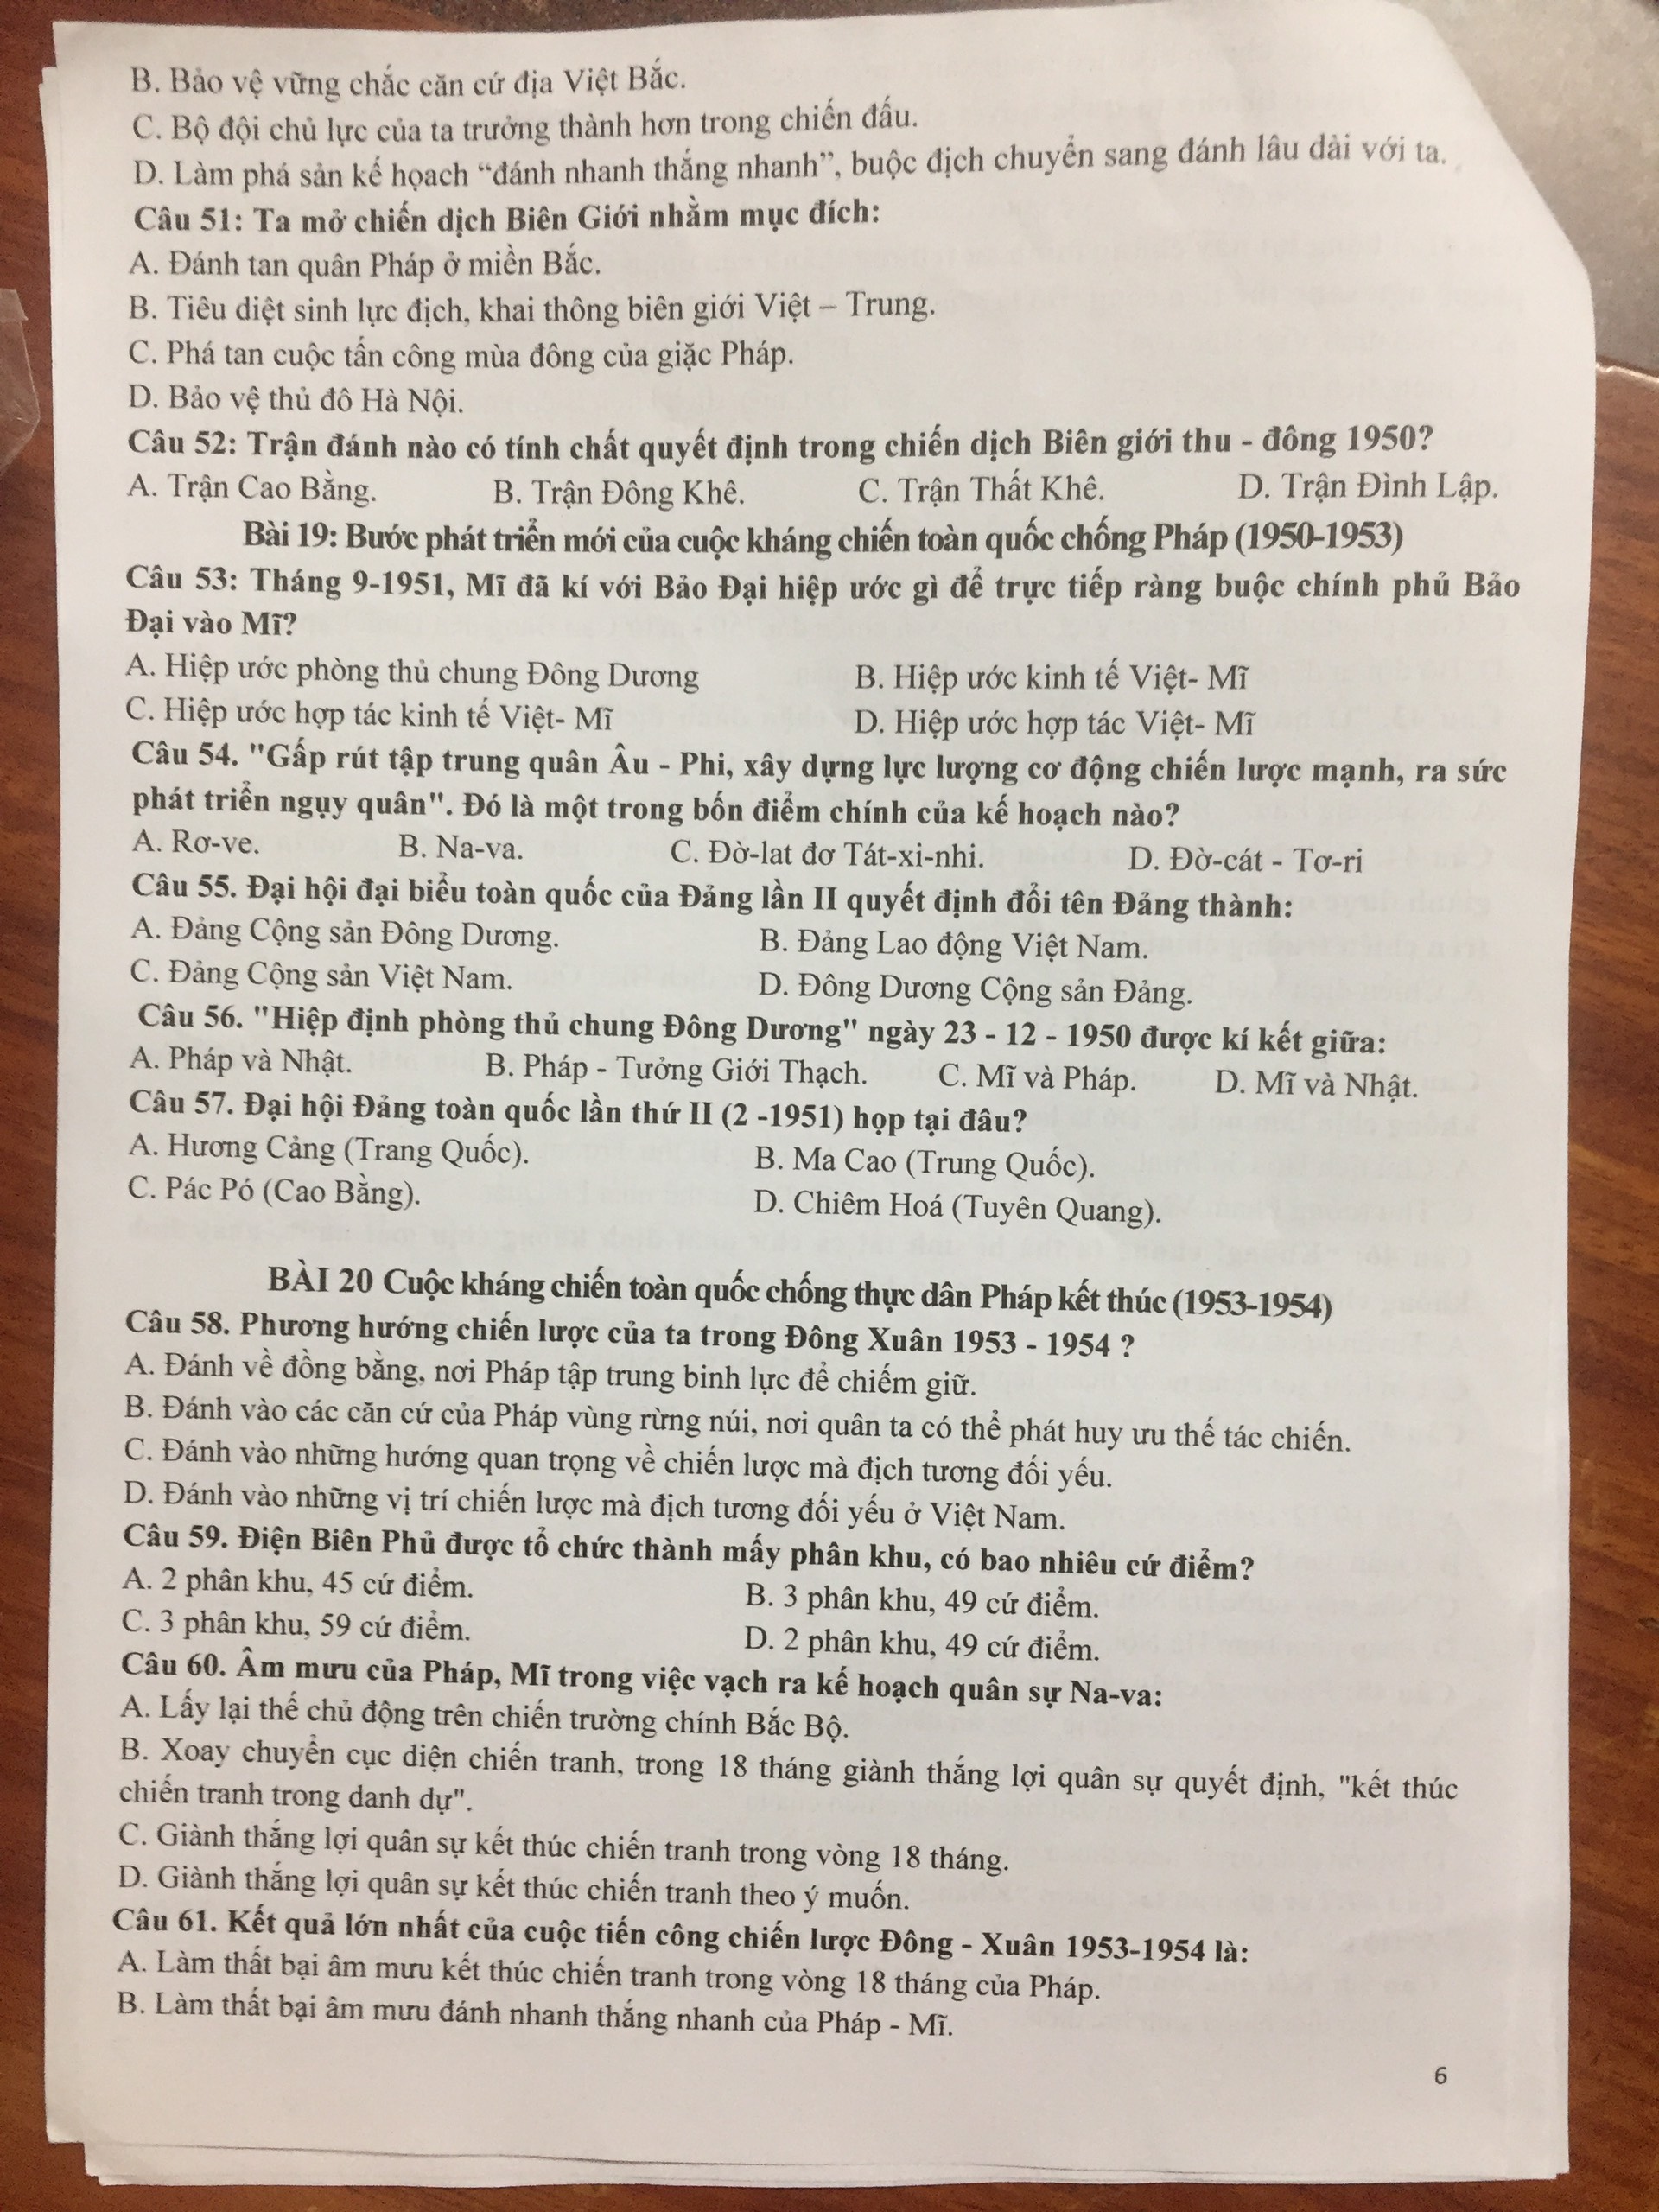 B. Bảo vệ vững chắc căn cứ địa Việt Bắc.
C. Bộ đội chủ lực của ta trưởng thành hơn trong chiến đấu.
D. Làm phá sản kế hoạch “đánh nhanh thắng nhanh”, buộc địch chuyển sang đánh lâu dài với ta.
Câu 51: Ta mở chiến dịch Biên Giới nhằm mục đích:
A. Đánh tan quân Pháp ở miền Bắc.
B. Tiêu diệt sinh lực địch, khai thông biên giới Việt – Trung.
C. Phá tan cuộc tấn công mùa đông của giặc Pháp.
D. Bảo vệ thủ đô Hà Nội.
Câu 52: Trận đánh nào có tính chất quyết định trong chiến dịch Biên giới thu - đông 1950?
A. Trận Cao Bằng. B. Trận Đông Khê. C. Trận Thất Khê. D. Trận Đình Lập.
Bài 19: Bước phát triển mới của cuộc kháng chiến toàn quốc chống Pháp (1950-1953)
Câu 53: Tháng 9-1951, Mĩ đã kí với Bảo Đại hiệp ước gì để trực tiếp ràng buộc chính phủ Bảo
Đại vào Mĩ?
A. Hiệp ước phòng thủ chung Đông Dương B. Hiệp ước kinh tế Việt- Mĩ
C. Hiệp ước hợp tác kinh tế Việt- Mĩ D. Hiệp ước hợp tác Việt- Mĩ
Câu 54. "Gấp rút tập trung quân Âu - Phi, xây dựng lực lượng cơ động chiến lược mạnh, ra sức
phát triển ngụy quân". Đó là một trong bốn điểm chính của kế hoạch nào?
A. Rơ-ve. B. Na-va. C. Đờ-lat đơ Tát-xi-nhi. D. Đờ-cát - Tơ-ri
Câu 55. Đại hội đại biểu toàn quốc của Đảng lần II quyết định đổi tên Đảng thành:
A. Đảng Cộng sản Đông Dương. B. Đảng Lao động Việt Nam.
C. Đảng Cộng sản Việt Nam. D. Đông Dương Cộng sản Đảng.
Câu 56. "Hiệp định phòng thủ chung Đông Dương" ngày 23 - 12 - 1950 được kí kết giữa:
A. Pháp và Nhật. B. Pháp - Tưởng Giới Thạch. C. Mĩ và Pháp. D. Mĩ và Nhật.
Câu 57. Đại hội Đảng toàn quốc lần thứ II (2 -1951) họp tại đâu?
A. Hương Cảng (Trang Quốc). B. Ma Cao (Trung Quốc).
C. Pác Pó (Cao Bằng). D. Chiêm Hoá (Tuyên Quang).
BÀI 20 Cuộc kháng chiến toàn quốc chống thực dân Pháp kết thúc (1953-1954)
Câu 58. Phương hướng chiến lược của ta trong Đông Xuân 1953 - 1954 ?
A. Đánh về đồng bằng, nơi Pháp tập trung binh lực để chiếm giữ.
B. Đánh vào các căn cứ của Pháp vùng rừng núi, nơi quân ta có thể phát huy ưu thế tác chiến.
C. Đánh vào những hướng quan trọng về chiến lược mà địch tương đối yếu.
D. Đánh vào những vị trí chiến lược mà địch tương đối yếu ở Việt Nam.
Câu 59. Điện Biên Phủ được tổ chức thành mấy phân khu, có bao nhiêu cứ điểm?
A. 2 phân khu, 45 cứ điểm. B. 3 phân khu, 49 cứ điểm.
C. 3 phân khu, 59 cứ điểm. D. 2 phân khu, 49 cứ điểm.
Câu 60. Âm mưu của Pháp, Mĩ trong việc vạch ra kế hoạch quân sự Na-va:
A. Lấy lại thế chủ động trên chiến trường chính Bắc Bộ.
B. Xoay chuyển cục diện chiến tranh, trong 18 tháng giành thắng lợi quân sự quyết định, "kết thúc
chiến tranh trong danh dự".
C. Giành thắng lợi quân sự kết thúc chiến tranh trong vòng 18 tháng.
D. Giành thắng lợi quân sự kết thúc chiến tranh theo ý muốn.
Câu 61. Kết quả lớn nhất của cuộc tiến công chiến lược Đông - Xuân 1953-1954 là:
A. Làm thất bại âm mưu kết thúc chiến tranh trong vòng 18 tháng của Pháp.
B. Làm thất bại âm mưu đánh nhanh thắng nhanh của Pháp - Mĩ.
6